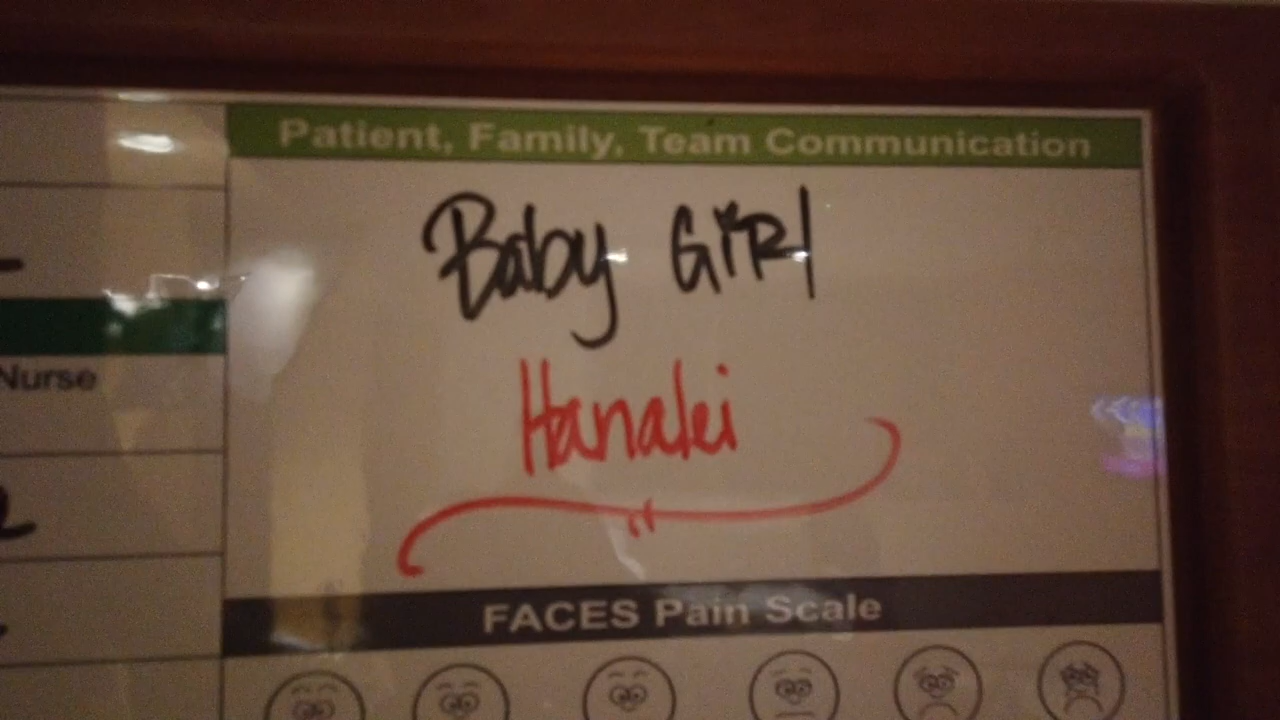 Patient, Family, Team Communication
Baby GiRl
Nurse
Hanalei
FACES Pain Scale